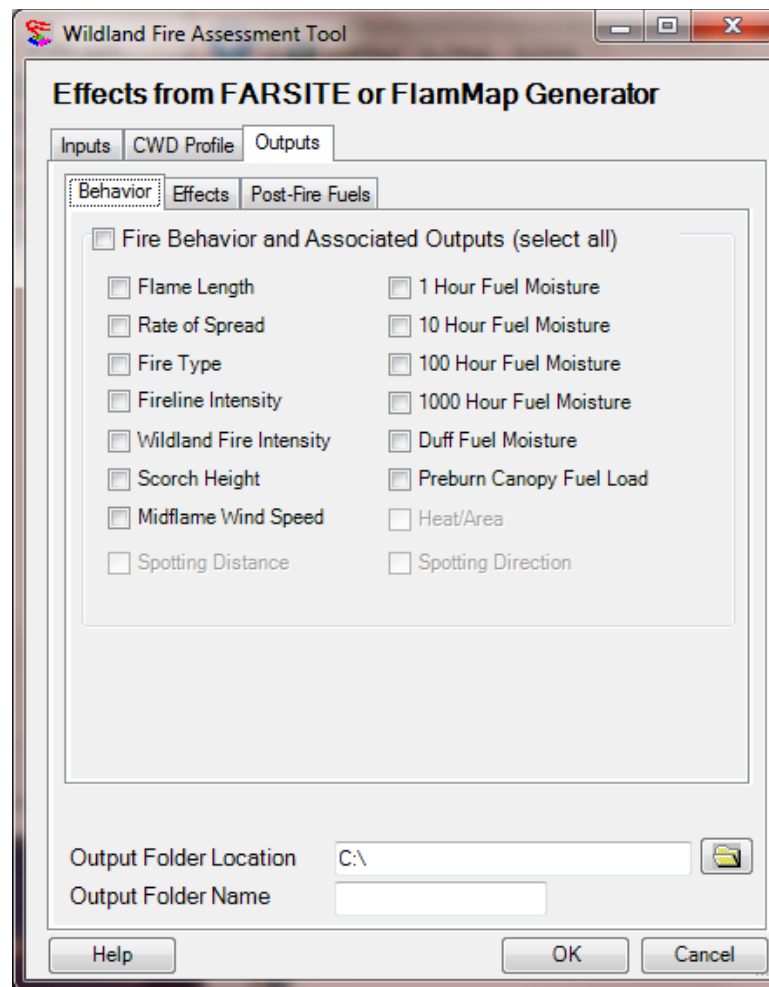 Wildland Fire Assessment Tool
Effects from FARSITE or FlamMap Generator
Inputs CWD Profile Outputs
Behavior Effects Post-Fire Fuels
Fire Behavior and Associated Outputs (select all)
Flame Length 1 Hour Fuel Moisture
Rate of Spread 10 Hour Fuel Moisture
Fire Type 100 Hour Fuel Moisture
Fireline Intensity 1000 Hour Fuel Moisture
Wildland Fire Intensity Duff Fuel Moisture
Scorch Height Preburn Canopy Fuel Load
Midflame Wind Speed Heat/Area
Spotting Distance Spotting Direction
Output Folder Location C:\
Output Folder Name
Help OK Cancel